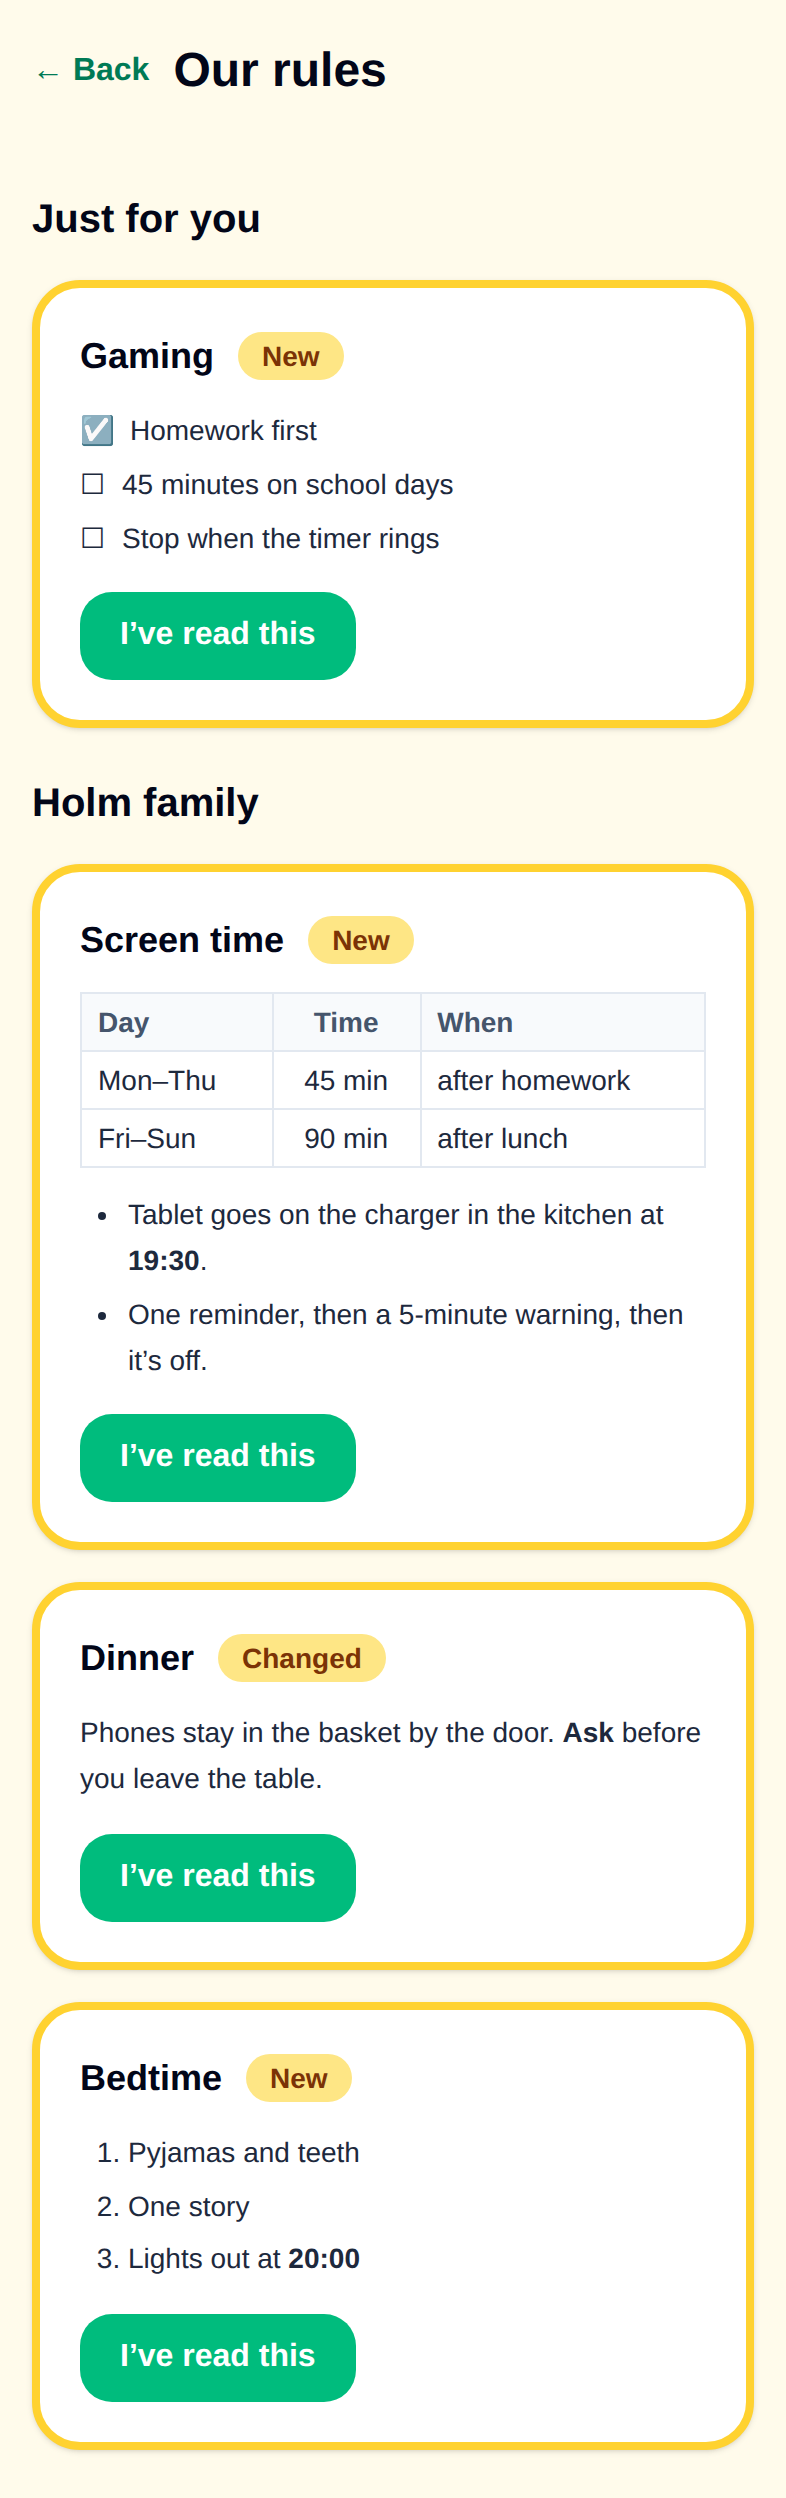 ← Back Our rules
Just for you
Gaming New
☑ Homework first
☐ 45 minutes on school days
☐ Stop when the timer rings
I’ve read this
Holm family
Screen time New
Day Time When
Mon–Thu 45 min after homework
Fri–Sun 90 min after lunch
• Tablet goes on the charger in the kitchen at
19:30.
• One reminder, then a 5-minute warning, then
it’s off.
I’ve read this
Dinner Changed
Phones stay in the basket by the door. Ask before
you leave the table.
I’ve read this
Bedtime New
1. Pyjamas and teeth
2. One story
3. Lights out at 20:00
I’ve read this